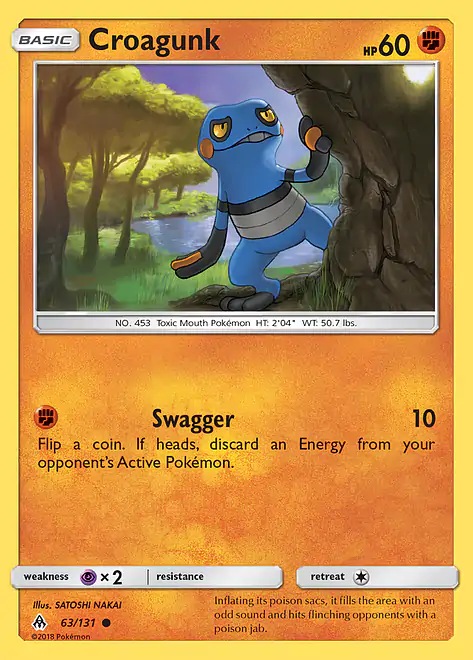 BASIC Croagunk HP60
NO. 453 Toxic Mouth Pokémon HT: 2'04" WT: 50.7 lbs.
Swagger 10
Flip a coin. If heads, discard an Energy from your
opponent's Active Pokémon.
weakness ×2 resistance retreat
Illus. SATOSHI NAKAI
63/131
©2018 Pokémon
Inflating its poison sacs, it fills the area with an
odd sound and hits flinching opponents with a
poison jab.